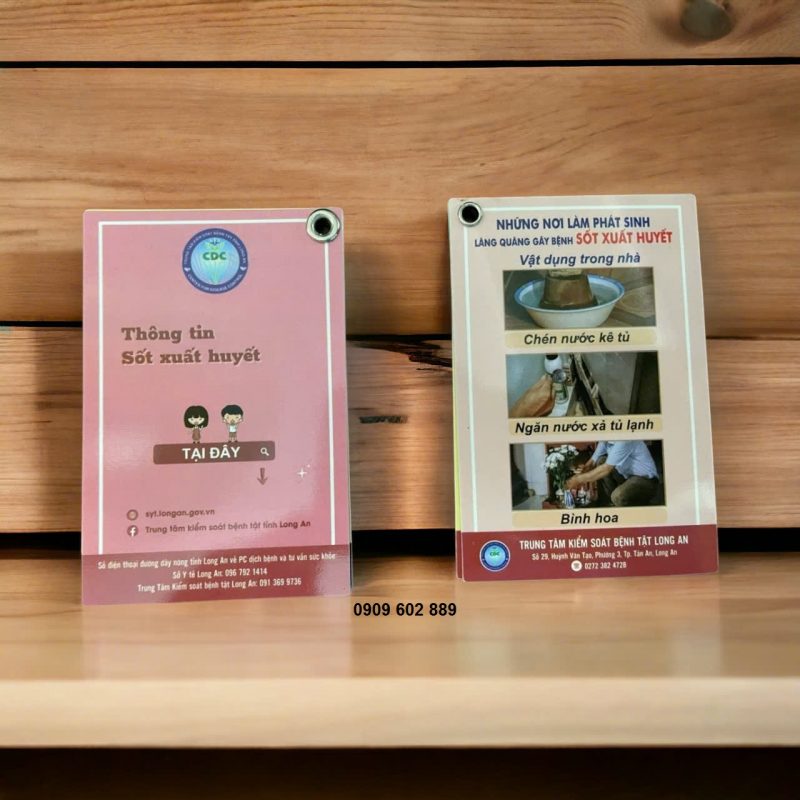 CDC
Thông tin
Sốt xuất huyết
TẠI ĐÂY
syt.longan.gov.vn
Trung tâm kiểm soát bệnh tật tỉnh Long An
Số điện thoại đường dây nóng tỉnh Long An về PC dịch bệnh và tư vấn sức khỏe:
Sở Y tế Long An: 096 792 1414
Trung Tâm Kiểm soát bệnh tật Long An: 091 369 9736
NHỮNG NƠI LÀM PHÁT SINH
LĂNG QUĂNG GÂY BỆNH SỐT XUẤT HUYẾT
Vật dụng trong nhà
Chén nước kê tủ
Ngăn nước xả tủ lạnh
Bình hoa
CDC
TRUNG TÂM KIỂM SOÁT BỆNH TẬT LONG AN
Số 29, Huỳnh Văn Tạo, Phường 3, Tp. Tân An, Long An
0272 382 4728
0909 602 889